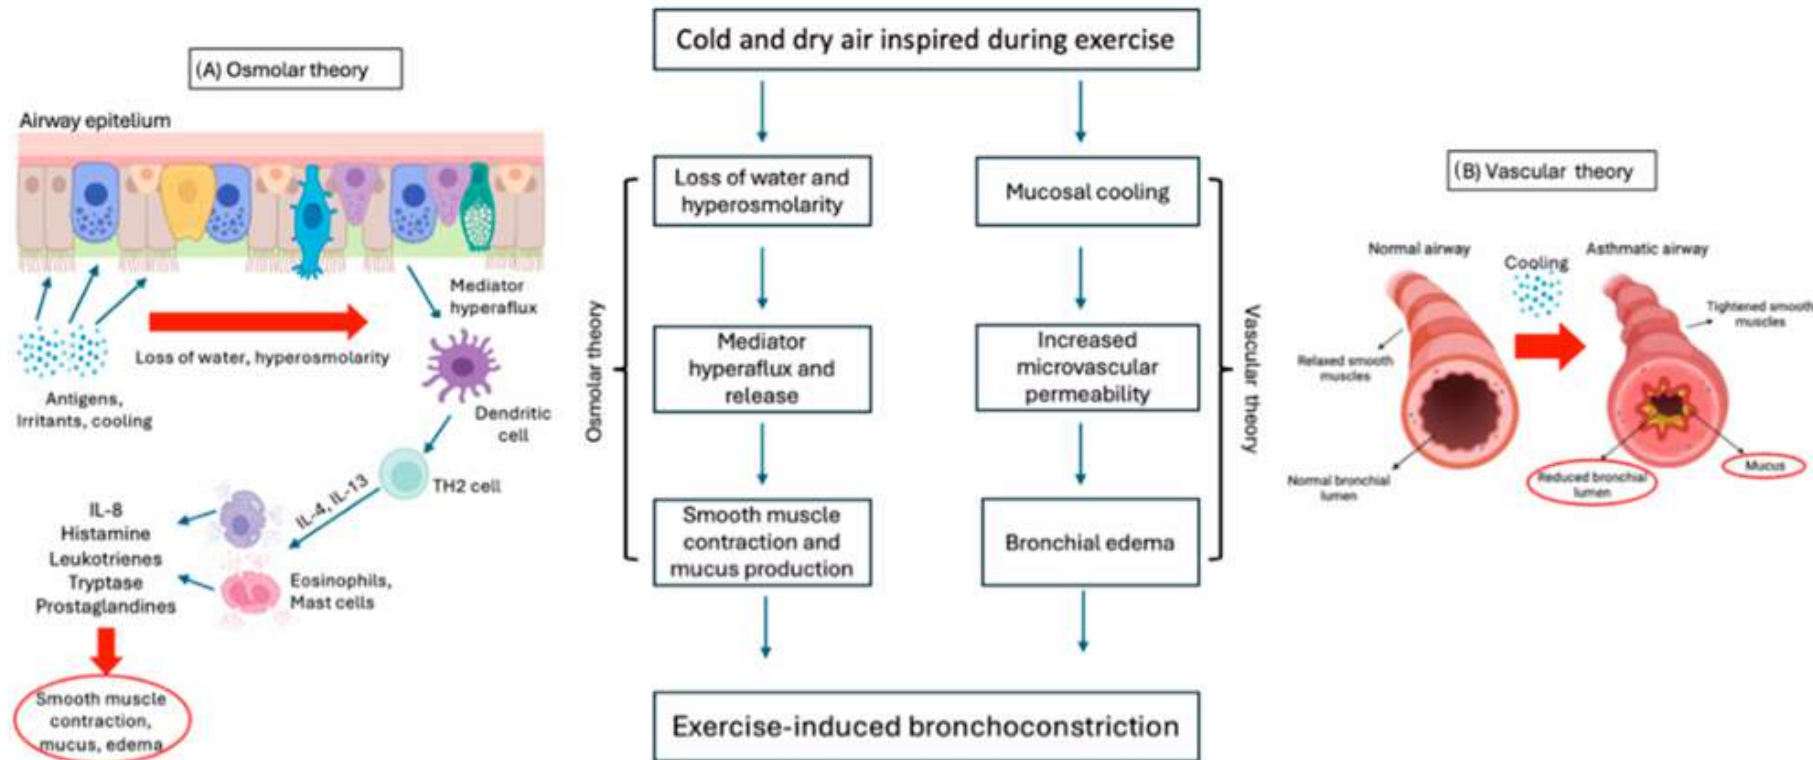 Cold and dry air inspired during exercise
(A) Osmolar theory
Airway epitelium
Mediator
hyperaflux
Loss of water, hyperosmolarity
Antigens,
Irritants, cooling
Dendritic
cell
TH2 cell
IL-4, IL-13
IL-8
Histamine
Leukotrienes
Tryptase
Prostaglandines
Eosinophils,
Mast cells
Smooth muscle
contraction,
mucus, edema
Osmolar theory
Loss of water and
hyperosmolarity
Mediator
hyperaflux and
release
Smooth muscle
contraction and
mucus production
Mucosal cooling
Increased
microvascular
permeability
Bronchial edema
Vascular theory
Exercise-induced bronchoconstriction
(B) Vascular theory
Normal airway
Cooling
Asthmatic airway
Tightened smooth
muscles
Relaxed smooth
muscles
Normal bronchial
lumen
Reduced bronchial
lumen
Mucus